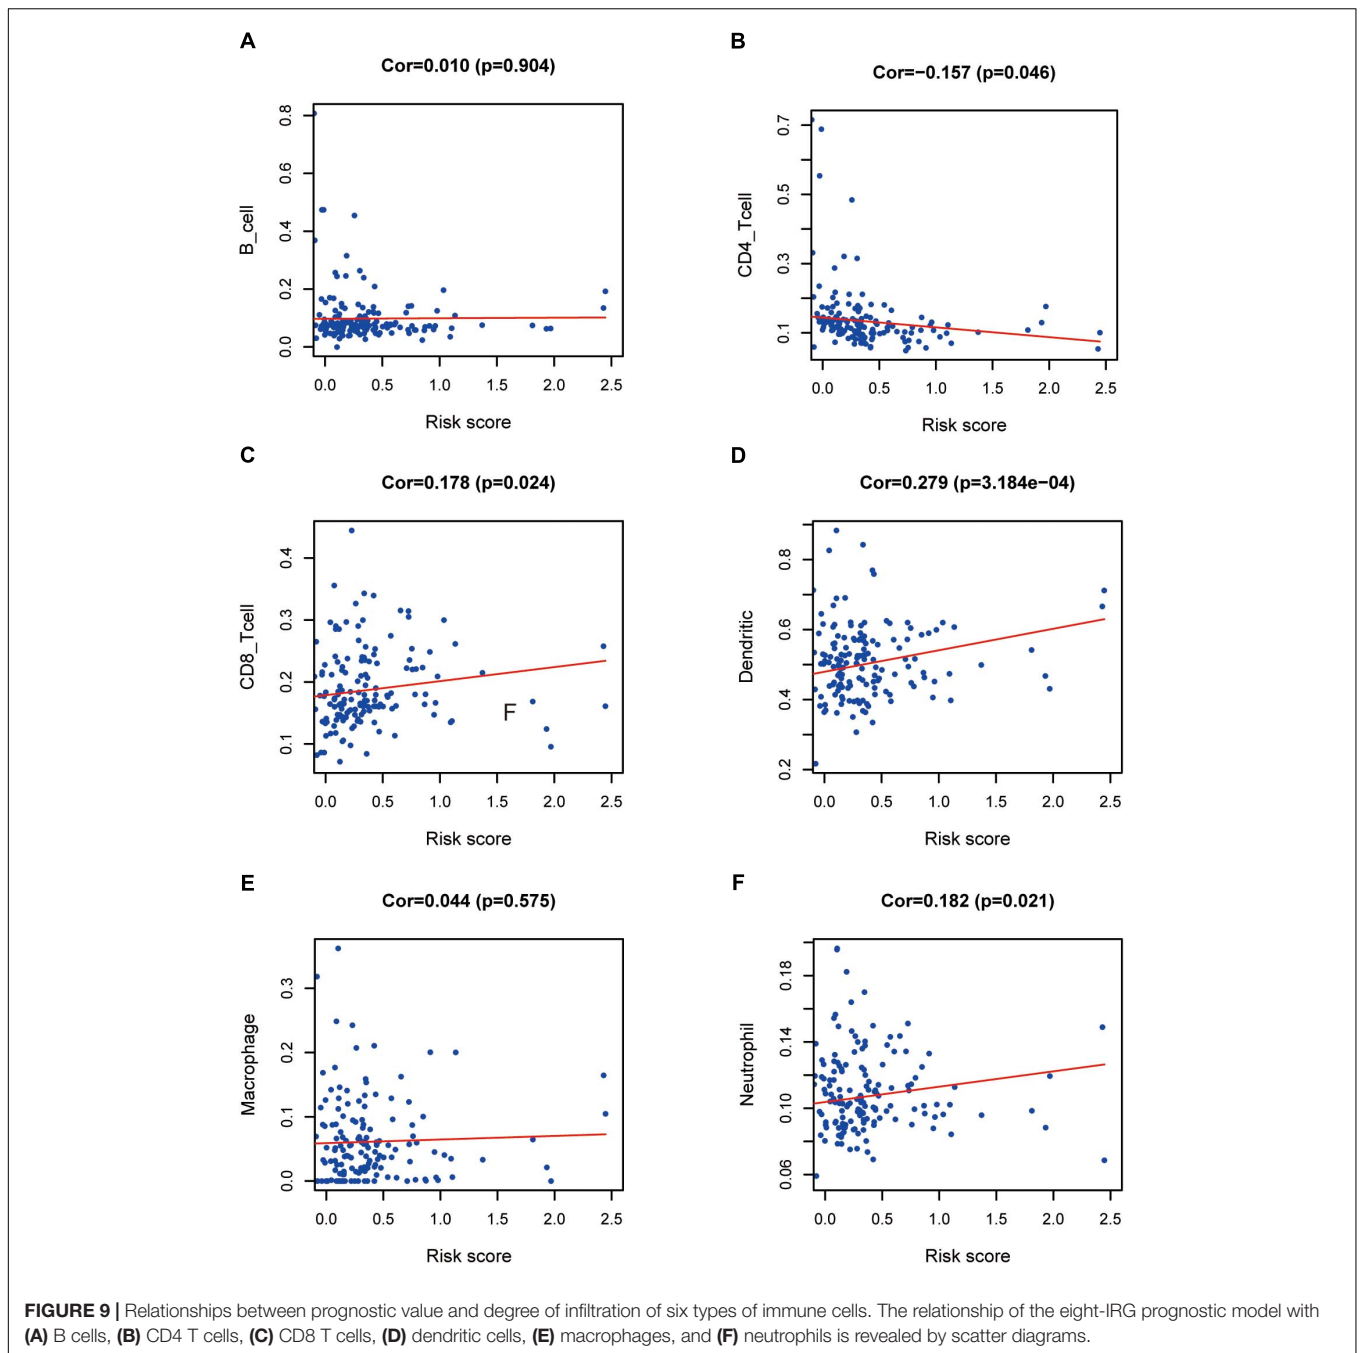 A
Cor=0.010 (p=0.904)
B_cell
0.0 0.2 0.4 0.6 0.8
0.0 0.5 1.0 1.5 2.0 2.5
Risk score
B
Cor=−0.157 (p=0.046)
CD4_Tcell
0.1 0.3 0.5 0.7
0.0 0.5 1.0 1.5 2.0 2.5
Risk score
C
Cor=0.178 (p=0.024)
CD8_Tcell
0.1 0.2 0.3 0.4
F
0.0 0.5 1.0 1.5 2.0 2.5
Risk score
D
Cor=0.279 (p=3.184e−04)
Dendritic
0.2 0.4 0.6 0.8
0.0 0.5 1.0 1.5 2.0 2.5
Risk score
E
Cor=0.044 (p=0.575)
Macrophage
0.0 0.1 0.2 0.3
0.0 0.5 1.0 1.5 2.0 2.5
Risk score
F
Cor=0.182 (p=0.021)
Neutrophil
0.06 0.10 0.14 0.18
0.0 0.5 1.0 1.5 2.0 2.5
Risk score
FIGURE 9 | Relationships between prognostic value and degree of infiltration of six types of immune cells. The relationship of the eight-IRG prognostic model with
(A) B cells, (B) CD4 T cells, (C) CD8 T cells, (D) dendritic cells, (E) macrophages, and (F) neutrophils is revealed by scatter diagrams.